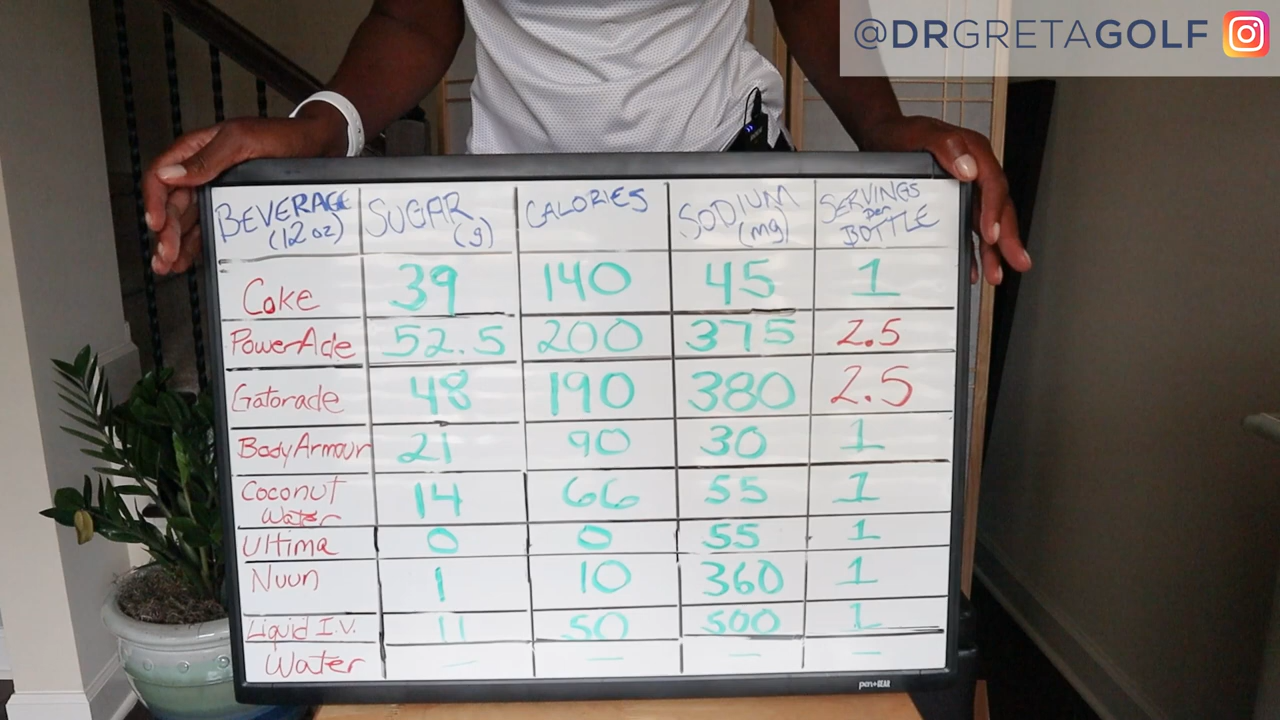 @DRGRETAGOLF
BEVERAGE (12 oz) SUGAR (g) CALORIES SODIUM (mg) SERVINGS per BOTTLE
Coke 39 140 45 1
PowerAde 52.5 200 375 2.5
Gatorade 48 190 380 2.5
BodyArmour 21 90 30 1
Coconut Water 14 66 55 1
Ultima 0 0 55 1
Nuun 1 10 360 1
Liquid I.V. 11 50 500 1
Water — — — —
pen+GEAR